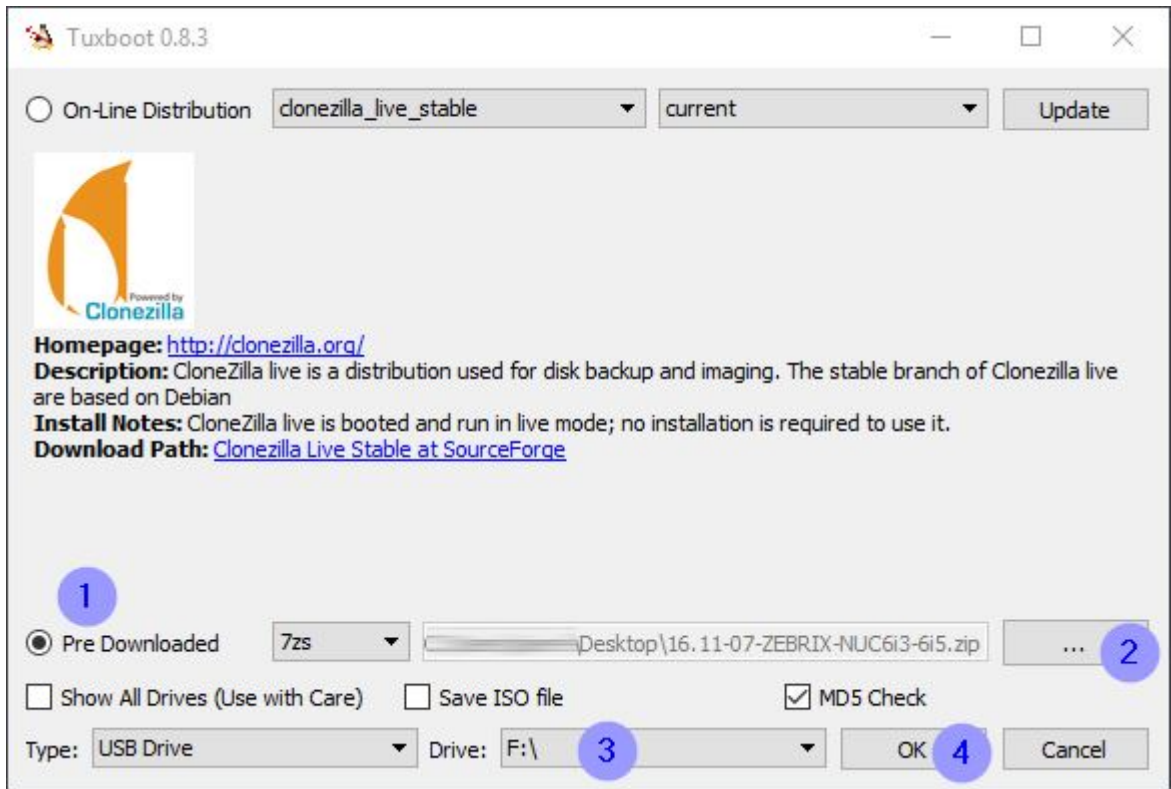 Tuxboot 0.8.3
On-Line Distribution clonezilla_live_stable current Update
Powered by
Clonezilla
Homepage: http://clonezilla.org/
Description: CloneZilla live is a distribution used for disk backup and imaging. The stable branch of Clonezilla live
are based on Debian
Install Notes: CloneZilla live is booted and run in live mode; no installation is required to use it.
Download Path: Clonezilla Live Stable at SourceForge
1
Pre Downloaded 7zs \Desktop\16.11-07-ZEBRIX-NUC6i3-6i5.zip ... 2
Show All Drives (Use with Care) Save ISO file MD5 Check
Type: USB Drive Drive: F:\ 3 OK 4 Cancel